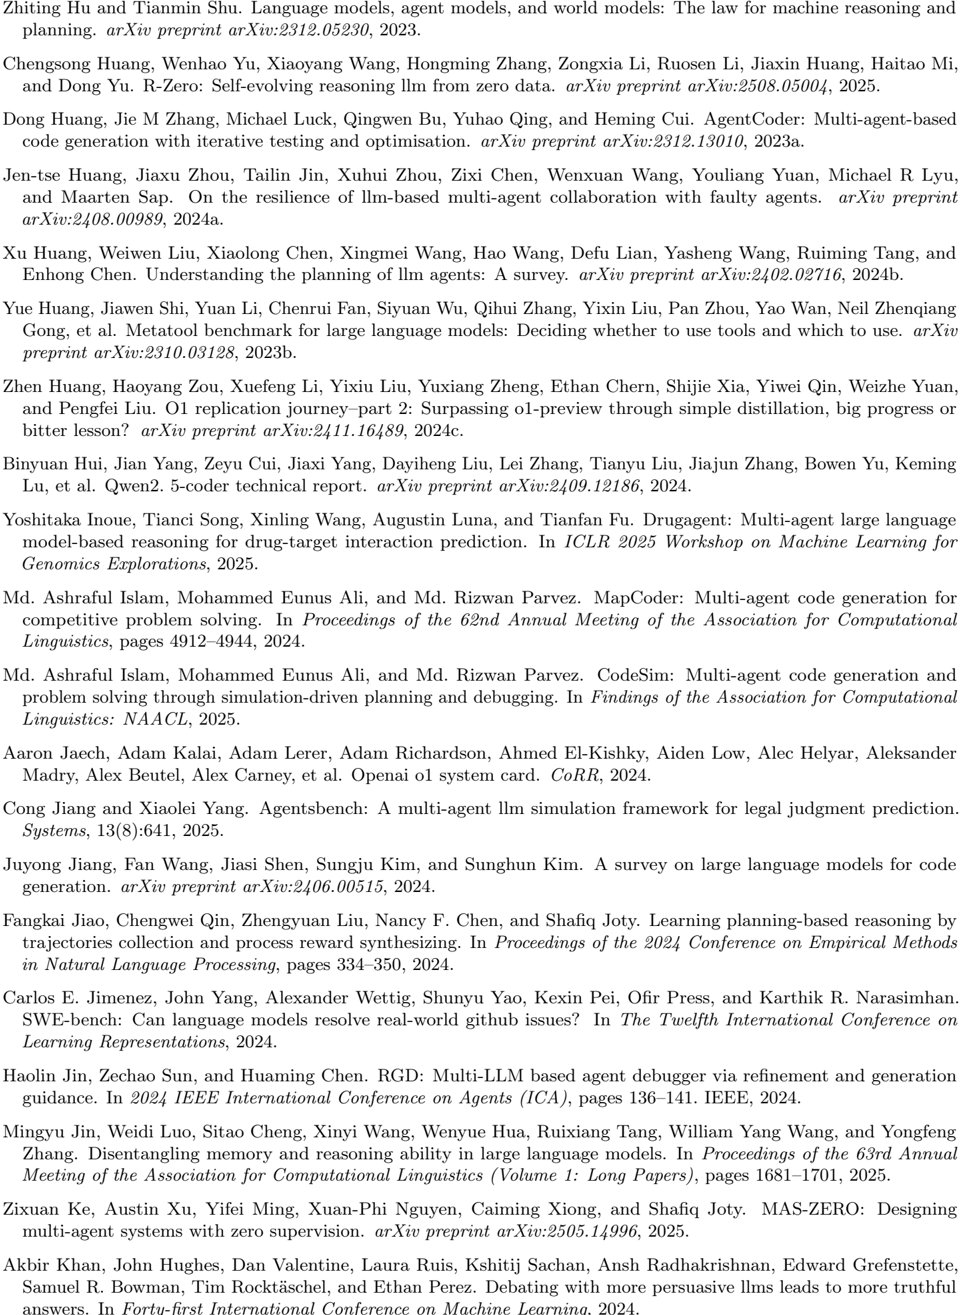 Zhiting Hu and Tianmin Shu. Language models, agent models, and world models: The law for machine reasoning and
planning. arXiv preprint arXiv:2312.05230, 2023.
Chengsong Huang, Wenhao Yu, Xiaoyang Wang, Hongming Zhang, Zongxia Li, Ruosen Li, Jiaxin Huang, Haitao Mi,
and Dong Yu. R-Zero: Self-evolving reasoning llm from zero data. arXiv preprint arXiv:2508.05004, 2025.
Dong Huang, Jie M Zhang, Michael Luck, Qingwen Bu, Yuhao Qing, and Heming Cui. AgentCoder: Multi-agent-based
code generation with iterative testing and optimisation. arXiv preprint arXiv:2312.13010, 2023a.
Jen-tse Huang, Jiaxu Zhou, Tailin Jin, Xuhui Zhou, Zixi Chen, Wenxuan Wang, Youliang Yuan, Michael R Lyu,
and Maarten Sap. On the resilience of llm-based multi-agent collaboration with faulty agents. arXiv preprint
arXiv:2408.00989, 2024a.
Xu Huang, Weiwen Liu, Xiaolong Chen, Xingmei Wang, Hao Wang, Defu Lian, Yasheng Wang, Ruiming Tang, and
Enhong Chen. Understanding the planning of llm agents: A survey. arXiv preprint arXiv:2402.02716, 2024b.
Yue Huang, Jiawen Shi, Yuan Li, Chenrui Fan, Siyuan Wu, Qihui Zhang, Yixin Liu, Pan Zhou, Yao Wan, Neil Zhenqiang
Gong, et al. Metatool benchmark for large language models: Deciding whether to use tools and which to use. arXiv
preprint arXiv:2310.03128, 2023b.
Zhen Huang, Haoyang Zou, Xuefeng Li, Yixiu Liu, Yuxiang Zheng, Ethan Chern, Shijie Xia, Yiwei Qin, Weizhe Yuan,
and Pengfei Liu. O1 replication journey–part 2: Surpassing o1-preview through simple distillation, big progress or
bitter lesson? arXiv preprint arXiv:2411.16489, 2024c.
Binyuan Hui, Jian Yang, Zeyu Cui, Jiaxi Yang, Dayiheng Liu, Lei Zhang, Tianyu Liu, Jiajun Zhang, Bowen Yu, Keming
Lu, et al. Qwen2. 5-coder technical report. arXiv preprint arXiv:2409.12186, 2024.
Yoshitaka Inoue, Tianci Song, Xinling Wang, Augustin Luna, and Tianfan Fu. Drugagent: Multi-agent large language
model-based reasoning for drug-target interaction prediction. In ICLR 2025 Workshop on Machine Learning for
Genomics Explorations, 2025.
Md. Ashraful Islam, Mohammed Eunus Ali, and Md. Rizwan Parvez. MapCoder: Multi-agent code generation for
competitive problem solving. In Proceedings of the 62nd Annual Meeting of the Association for Computational
Linguistics, pages 4912–4944, 2024.
Md. Ashraful Islam, Mohammed Eunus Ali, and Md. Rizwan Parvez. CodeSim: Multi-agent code generation and
problem solving through simulation-driven planning and debugging. In Findings of the Association for Computational
Linguistics: NAACL, 2025.
Aaron Jaech, Adam Kalai, Adam Lerer, Adam Richardson, Ahmed El-Kishky, Aiden Low, Alec Helyar, Aleksander
Madry, Alex Beutel, Alex Carney, et al. Openai o1 system card. CoRR, 2024.
Cong Jiang and Xiaolei Yang. Agentsbench: A multi-agent llm simulation framework for legal judgment prediction.
Systems, 13(8):641, 2025.
Juyong Jiang, Fan Wang, Jiasi Shen, Sungju Kim, and Sunghun Kim. A survey on large language models for code
generation. arXiv preprint arXiv:2406.00515, 2024.
Fangkai Jiao, Chengwei Qin, Zhengyuan Liu, Nancy F. Chen, and Shafiq Joty. Learning planning-based reasoning by
trajectories collection and process reward synthesizing. In Proceedings of the 2024 Conference on Empirical Methods
in Natural Language Processing, pages 334–350, 2024.
Carlos E. Jimenez, John Yang, Alexander Wettig, Shunyu Yao, Kexin Pei, Ofir Press, and Karthik R. Narasimhan.
SWE-bench: Can language models resolve real-world github issues? In The Twelfth International Conference on
Learning Representations, 2024.
Haolin Jin, Zechao Sun, and Huaming Chen. RGD: Multi-LLM based agent debugger via refinement and generation
guidance. In 2024 IEEE International Conference on Agents (ICA), pages 136–141. IEEE, 2024.
Mingyu Jin, Weidi Luo, Sitao Cheng, Xinyi Wang, Wenyue Hua, Ruixiang Tang, William Yang Wang, and Yongfeng
Zhang. Disentangling memory and reasoning ability in large language models. In Proceedings of the 63rd Annual
Meeting of the Association for Computational Linguistics (Volume 1: Long Papers), pages 1681–1701, 2025.
Zixuan Ke, Austin Xu, Yifei Ming, Xuan-Phi Nguyen, Caiming Xiong, and Shafiq Joty. MAS-ZERO: Designing
multi-agent systems with zero supervision. arXiv preprint arXiv:2505.14996, 2025.
Akbir Khan, John Hughes, Dan Valentine, Laura Ruis, Kshitij Sachan, Ansh Radhakrishnan, Edward Grefenstette,
Samuel R. Bowman, Tim Rocktäschel, and Ethan Perez. Debating with more persuasive llms leads to more truthful
answers. In Forty-first International Conference on Machine Learning, 2024.